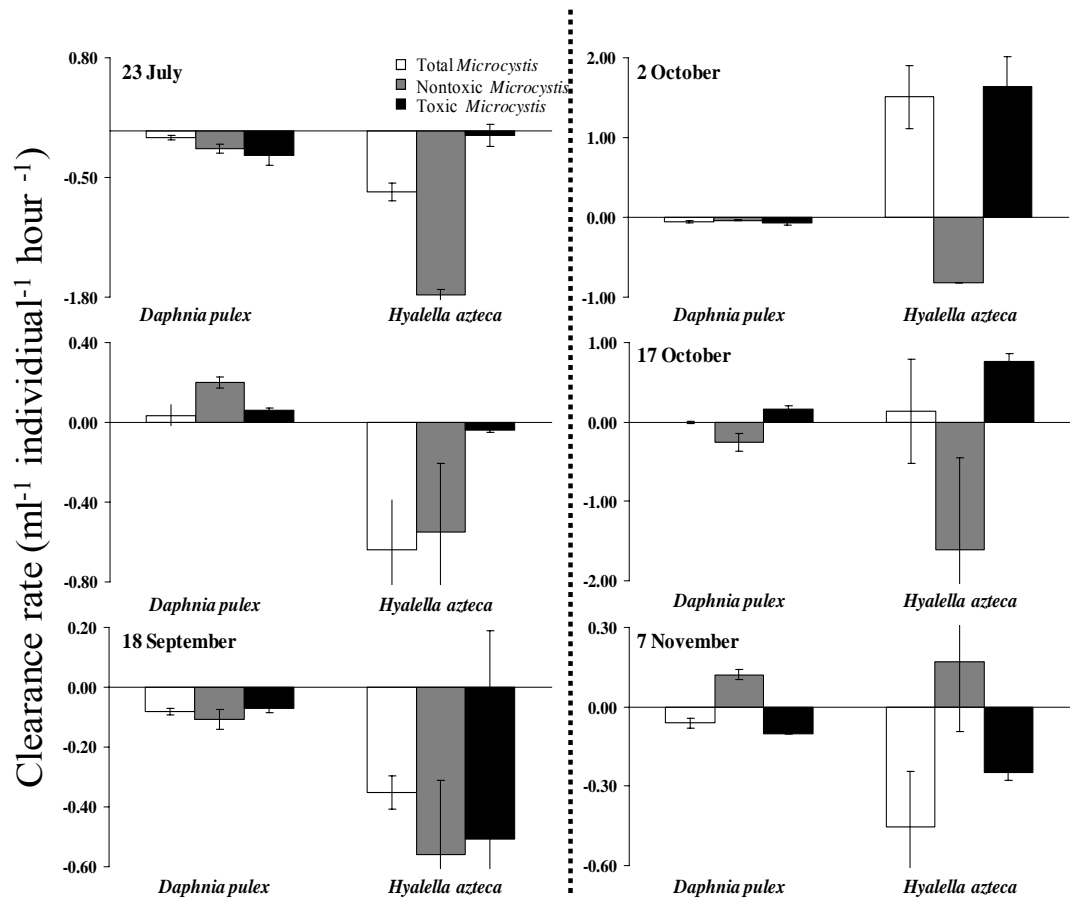 Clearance rate (ml-1 individiual-1 hour -1)
23 July
Total Microcystis
Nontoxic Microcystis
Toxic Microcystis
0.80
-0.50
-1.80
Daphnia pulex Hyalella azteca
0.40
0.00
-0.40
-0.80
Daphnia pulex Hyalella azteca
18 September
0.20
0.00
-0.20
-0.40
-0.60
Daphnia pulex Hyalella azteca
2 October
2.00
1.00
0.00
-1.00
Daphnia pulex Hyalella azteca
17 October
1.00
0.00
-1.00
-2.00
Daphnia pulex Hyalella azteca
7 November
0.30
0.00
-0.30
-0.60
Daphnia pulex Hyalella azteca